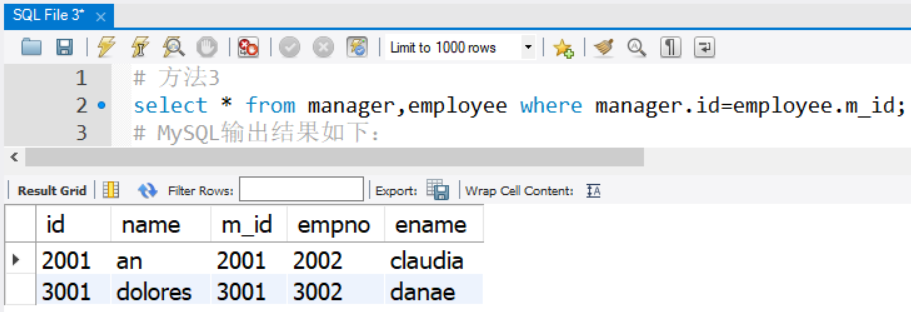 SQL File 3*
Limit to 1000 rows
1 # 方法3
2 select * from manager,employee where manager.id=employee.m_id;
3 # MySQL输出结果如下：
Result Grid Filter Rows: Export: Wrap Cell Content:
id name m_id empno ename
2001 an 2001 2002 claudia
3001 dolores 3001 3002 danae